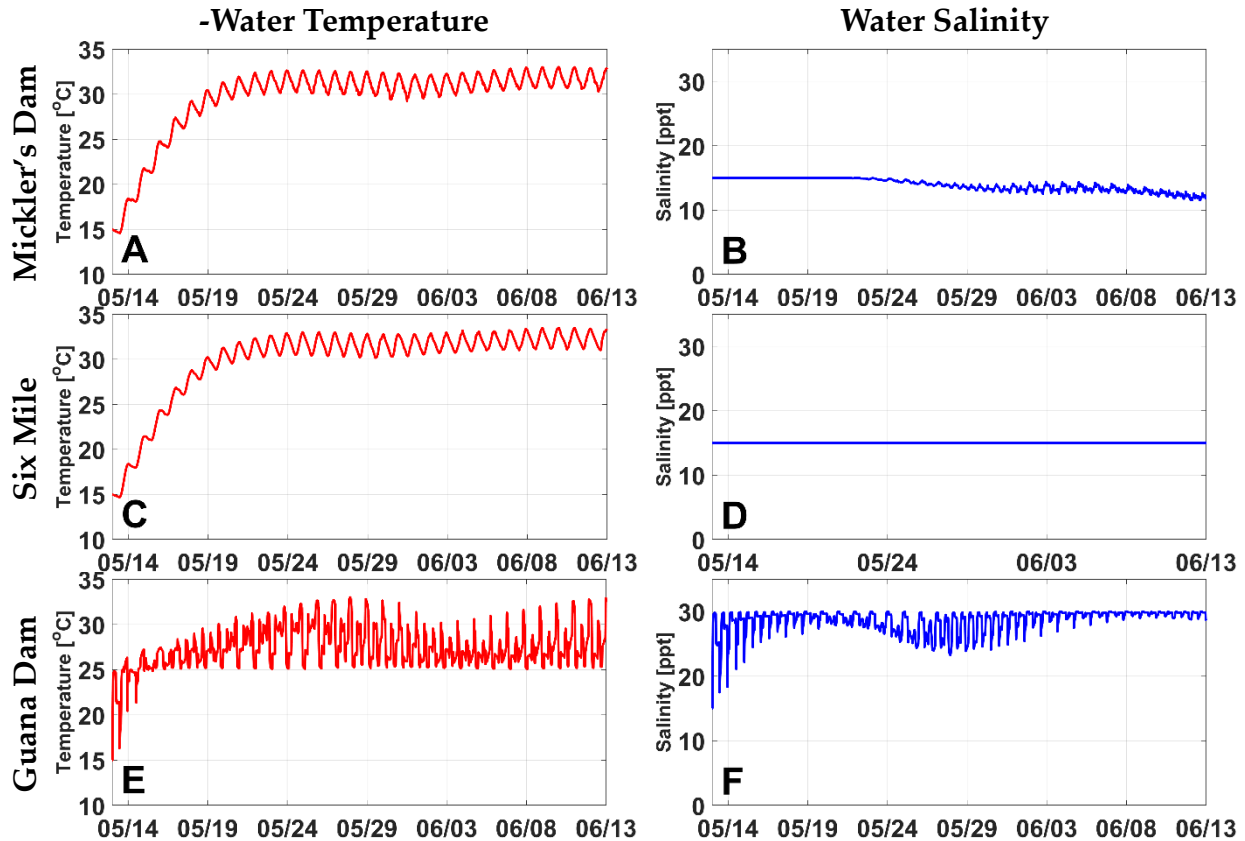 -Water Temperature
Water Salinity
Mickler's Dam
35
30
25
20
15
10
Temperature [°C]
A
05/14 05/19 05/24 05/29 06/03 06/08 06/13
30
20
10
0
Salinity [ppt]
B
05/14 05/19 05/24 05/29 06/03 06/08 06/13
Six Mile
35
30
25
20
15
10
Temperature [°C]
C
05/14 05/19 05/24 05/29 06/03 06/08 06/13
30
20
10
0
Salinity [ppt]
D
05/14 05/24 06/03 06/13
Guana Dam
35
30
25
20
15
10
Temperature [°C]
E
05/14 05/19 05/24 05/29 06/03 06/08 06/13
30
20
10
0
Salinity [ppt]
F
05/14 05/19 05/24 05/29 06/03 06/08 06/13